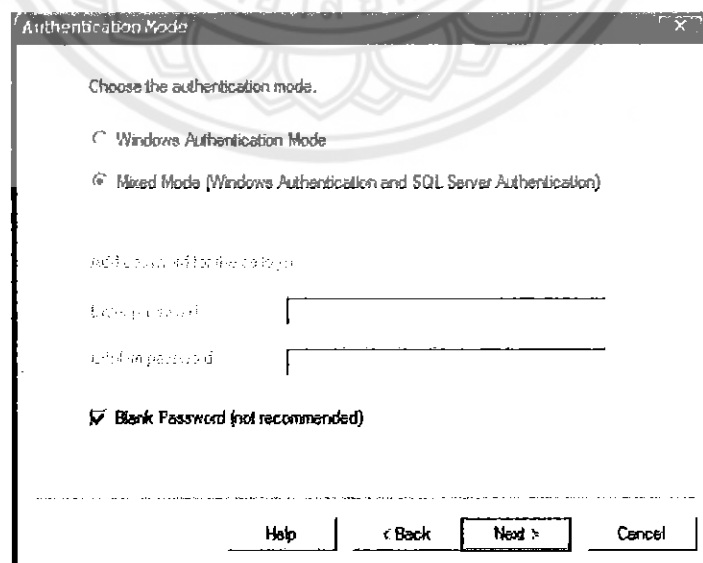 Authentication Mode
Choose the authentication mode.
Windows Authentication Mode
Mixed Mode (Windows Authentication and SQL Server Authentication)
password
Blank Password (not recommended)
Help
< Back
Next >
Cancel